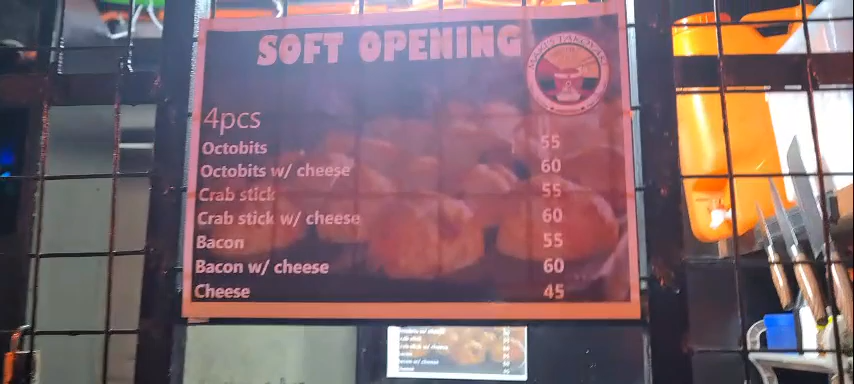 SOFT OPENING
4pcs
Octobits 55
Octobits w/ cheese 60
Crab stick 55
Crab stick w/ cheese 60
Bacon 55
Bacon w/ cheese 60
Cheese 45